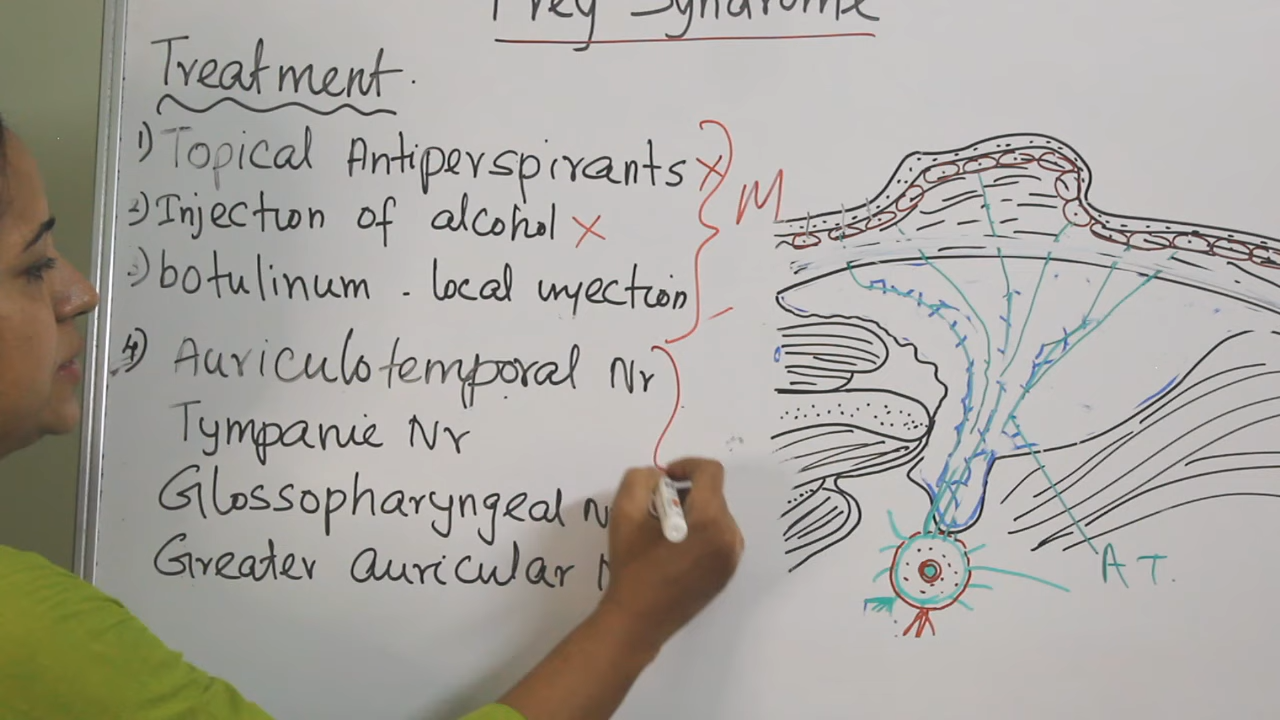 Frey Syndrome
Treatment.
1) Topical Antiperspirants X
2) Injection of alcohol X
3) botulinum - local injection
M
4) Auriculotemporal Nr
Tympanic Nr
Glossopharyngeal N
Greater auricular
A T.